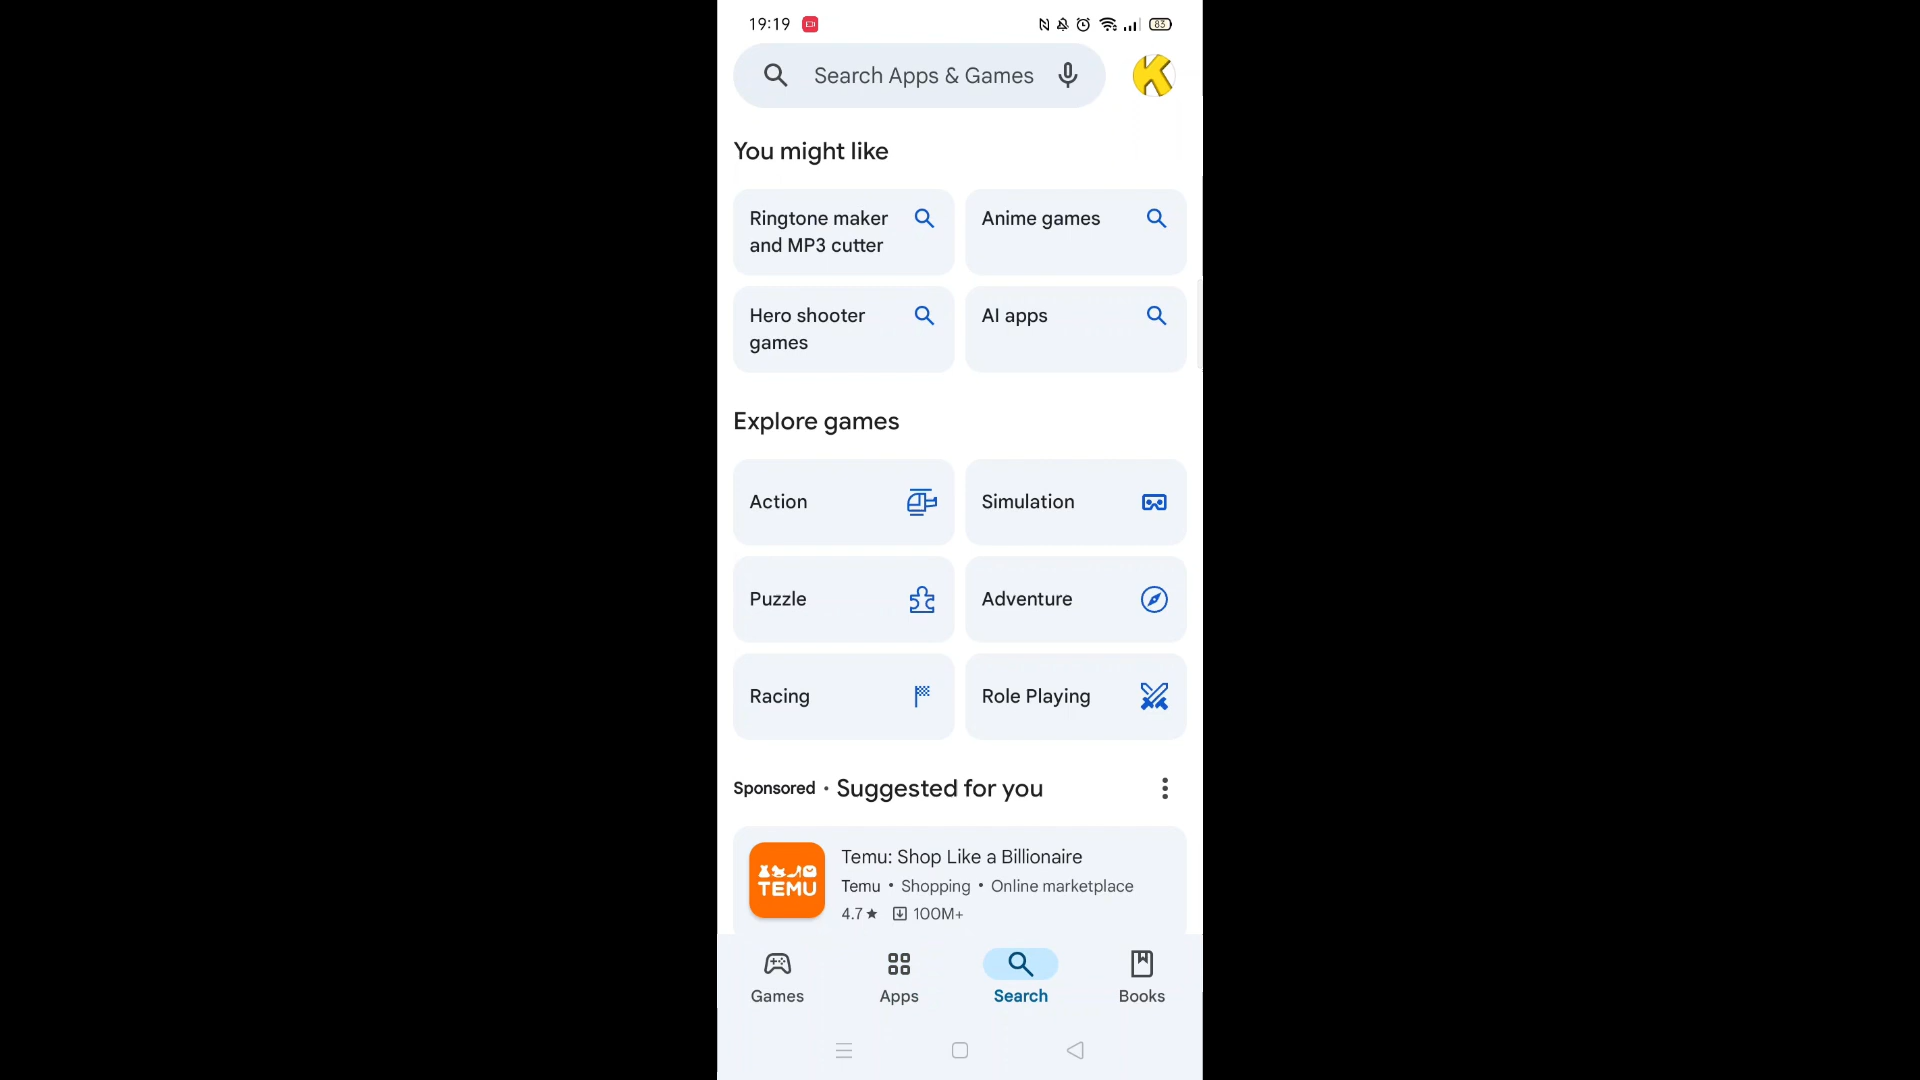 19:19
83
Search Apps & Games
You might like
Ringtone maker and MP3 cutter
Anime games
Hero shooter games
AI apps
Explore games
Action
Simulation
Puzzle
Adventure
Racing
Role Playing
Sponsored • Suggested for you
TEMU
Temu: Shop Like a Billionaire
Temu • Shopping • Online marketplace
4.7★ 100M+
Games
Apps
Search
Books